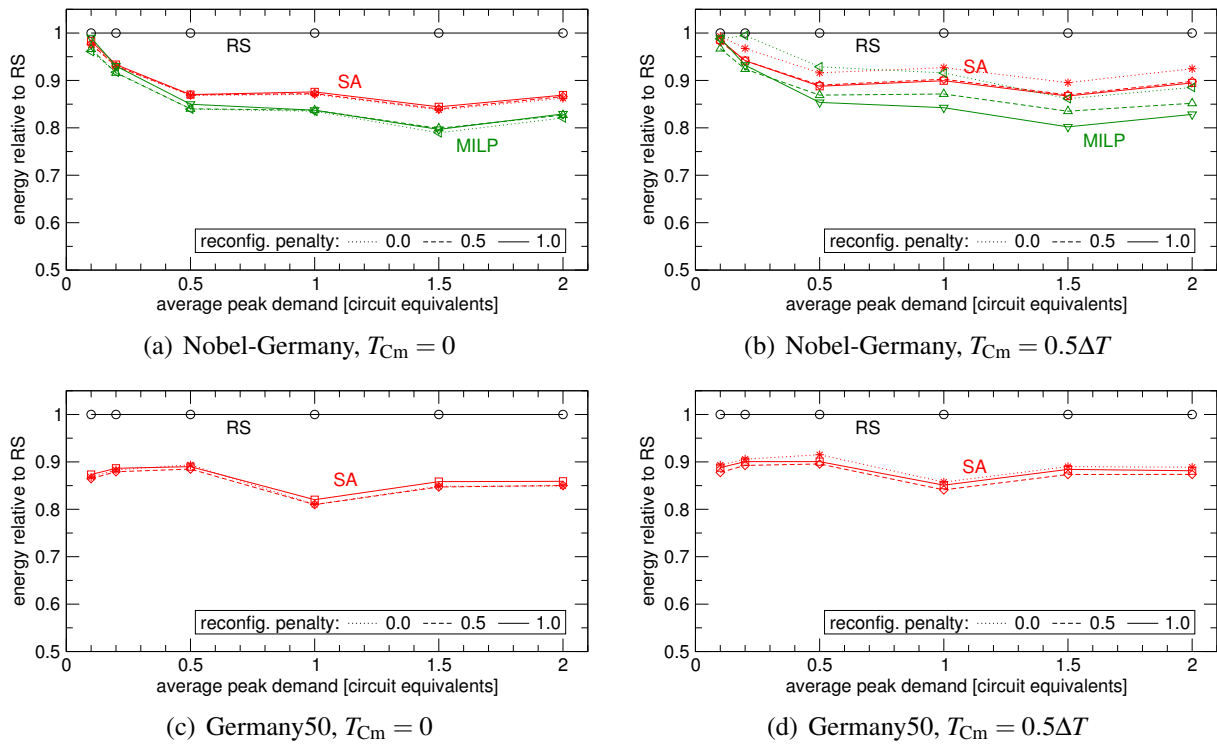 1
0.9
0.8
0.7
0.6
0.5
energy relative to RS
RS
SA
MILP
reconfig. penalty: 0.0 0.5 1.0
0 0.5 1 1.5 2
average peak demand [circuit equivalents]
(a) Nobel-Germany, T_Cm = 0
1
0.9
0.8
0.7
0.6
0.5
energy relative to RS
RS
SA
MILP
reconfig. penalty: 0.0 0.5 1.0
0 0.5 1 1.5 2
average peak demand [circuit equivalents]
(b) Nobel-Germany, T_Cm = 0.5ΔT
1
0.9
0.8
0.7
0.6
0.5
energy relative to RS
RS
SA
reconfig. penalty: 0.0 0.5 1.0
0 0.5 1 1.5 2
average peak demand [circuit equivalents]
(c) Germany50, T_Cm = 0
1
0.9
0.8
0.7
0.6
0.5
energy relative to RS
RS
SA
reconfig. penalty: 0.0 0.5 1.0
0 0.5 1 1.5 2
average peak demand [circuit equivalents]
(d) Germany50, T_Cm = 0.5ΔT